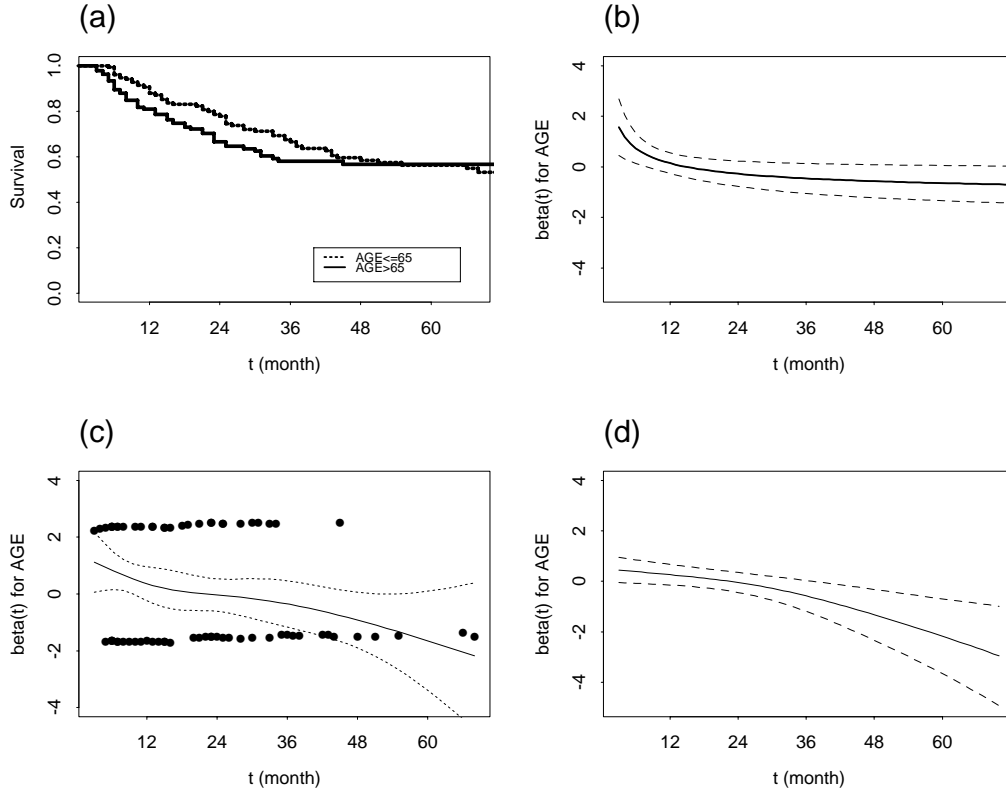 (a)
Survival
1.0
0.8
0.6
0.4
0.2
0.0
AGE<=65
AGE>65
12 24 36 48 60
t (month)
(b)
beta(t) for AGE
4
2
0
-2
-4
12 24 36 48 60
t (month)
(c)
beta(t) for AGE
4
2
0
-2
-4
12 24 36 48 60
t (month)
(d)
beta(t) for AGE
4
2
0
-2
-4
12 24 36 48 60
t (month)